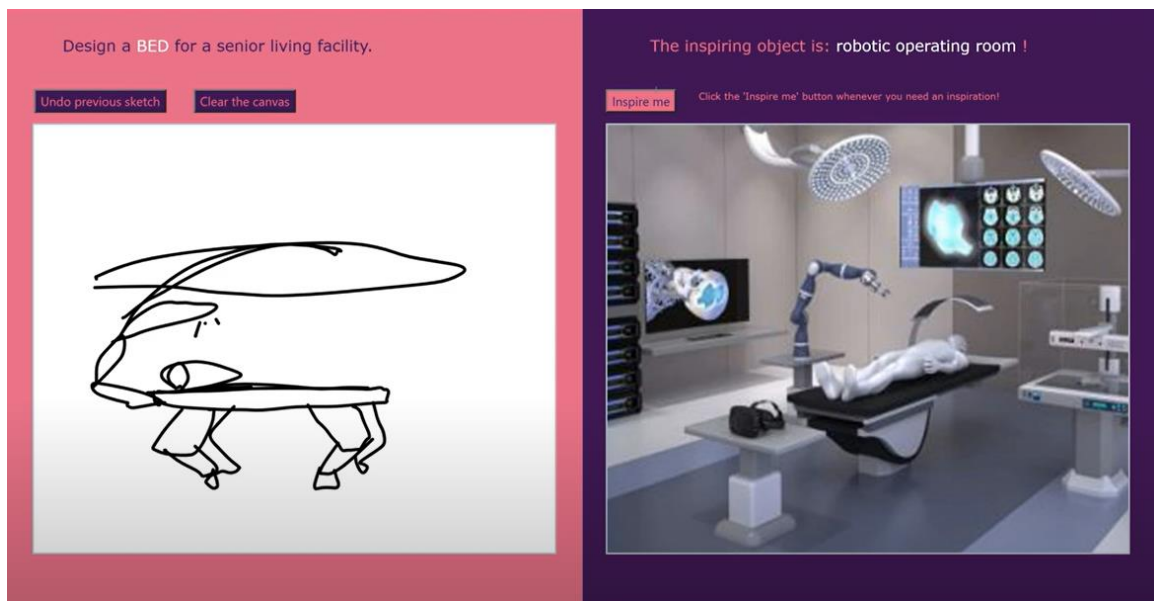 Design a BED for a senior living facility.
Undo previous sketch
Clear the canvas
The inspiring object is: robotic operating room !
Inspire me
Click the 'Inspire me' button whenever you need an inspiration!